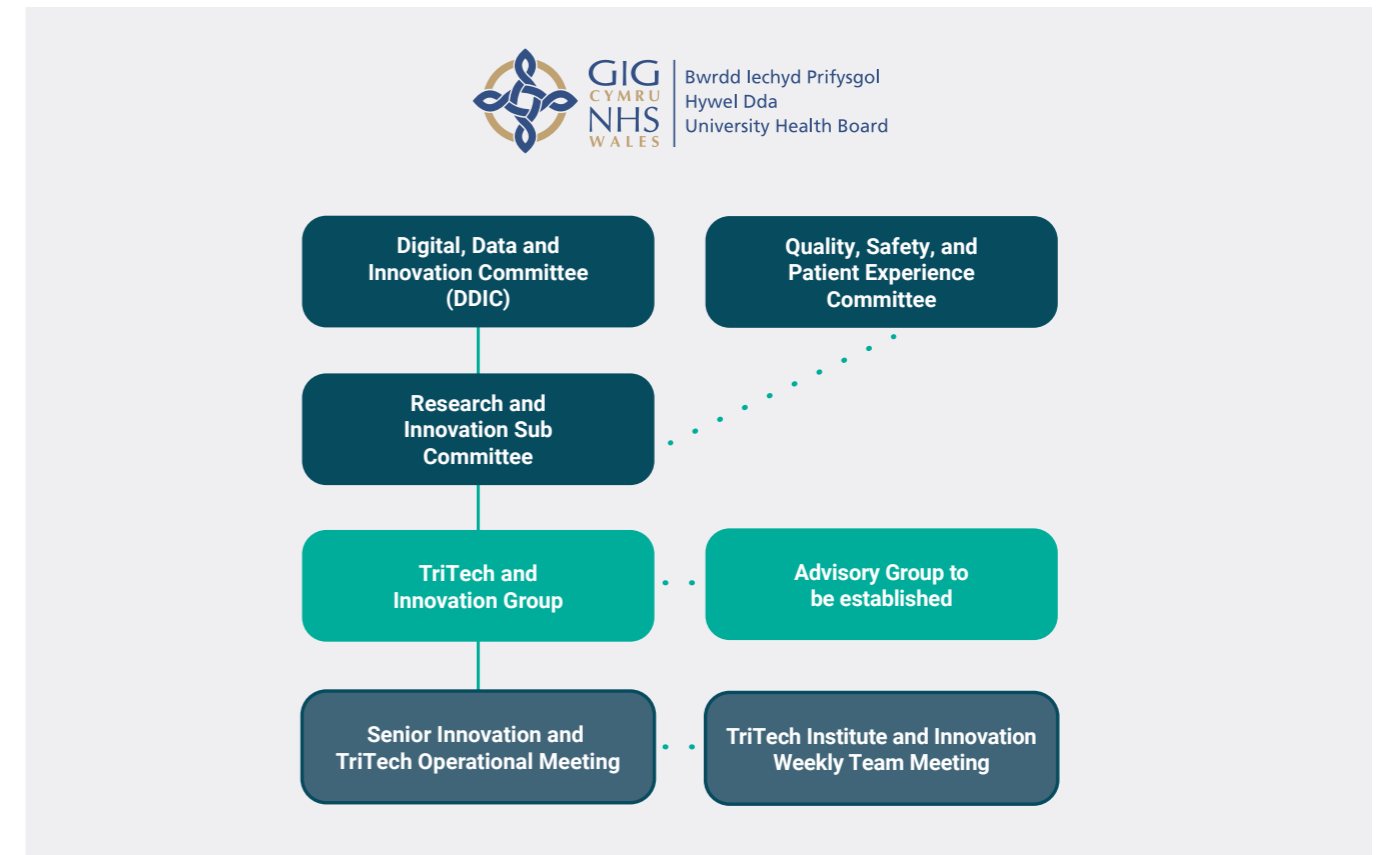 GIG
CYMRU
NHS
WALES
Bwrdd Iechyd Prifysgol
Hywel Dda
University Health Board
Digital, Data and
Innovation Committee
(DDIC)
Quality, Safety, and
Patient Experience
Committee
Research and
Innovation Sub
Committee
TriTech and
Innovation Group
Advisory Group to
be established
Senior Innovation and
TriTech Operational Meeting
TriTech Institute and Innovation
Weekly Team Meeting